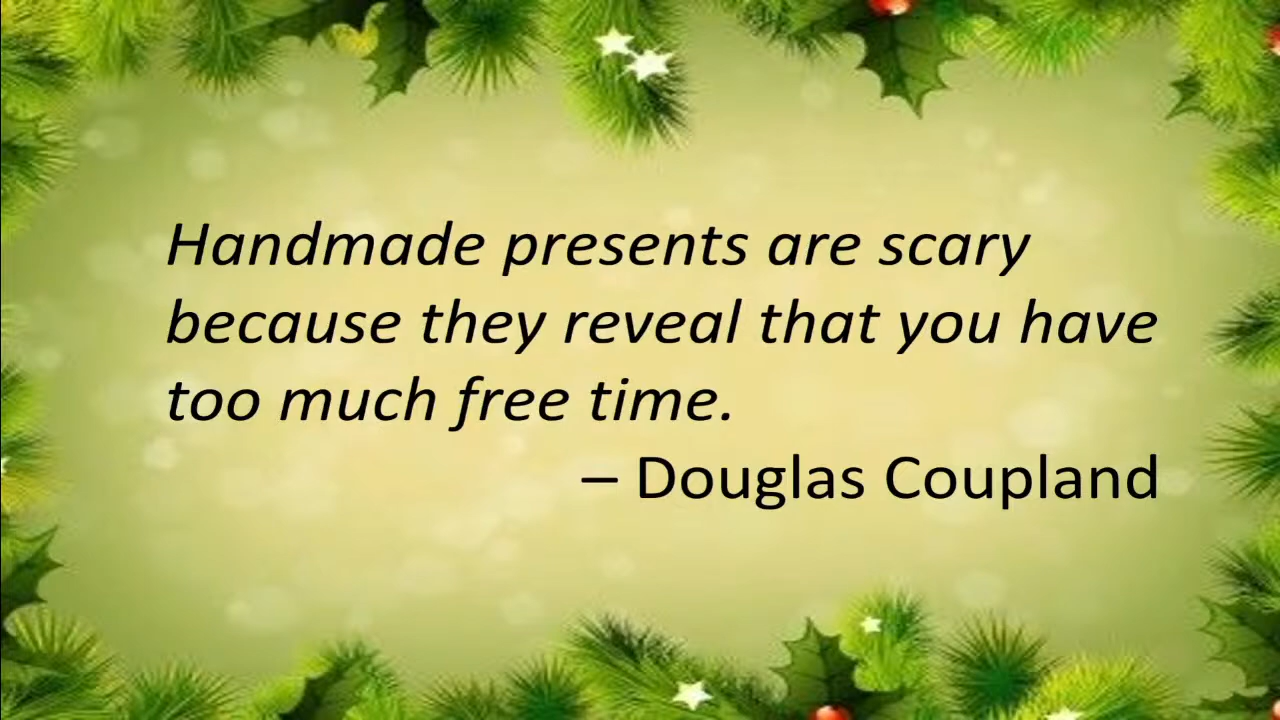 Handmade presents are scary
because they reveal that you have
too much free time.
– Douglas Coupland